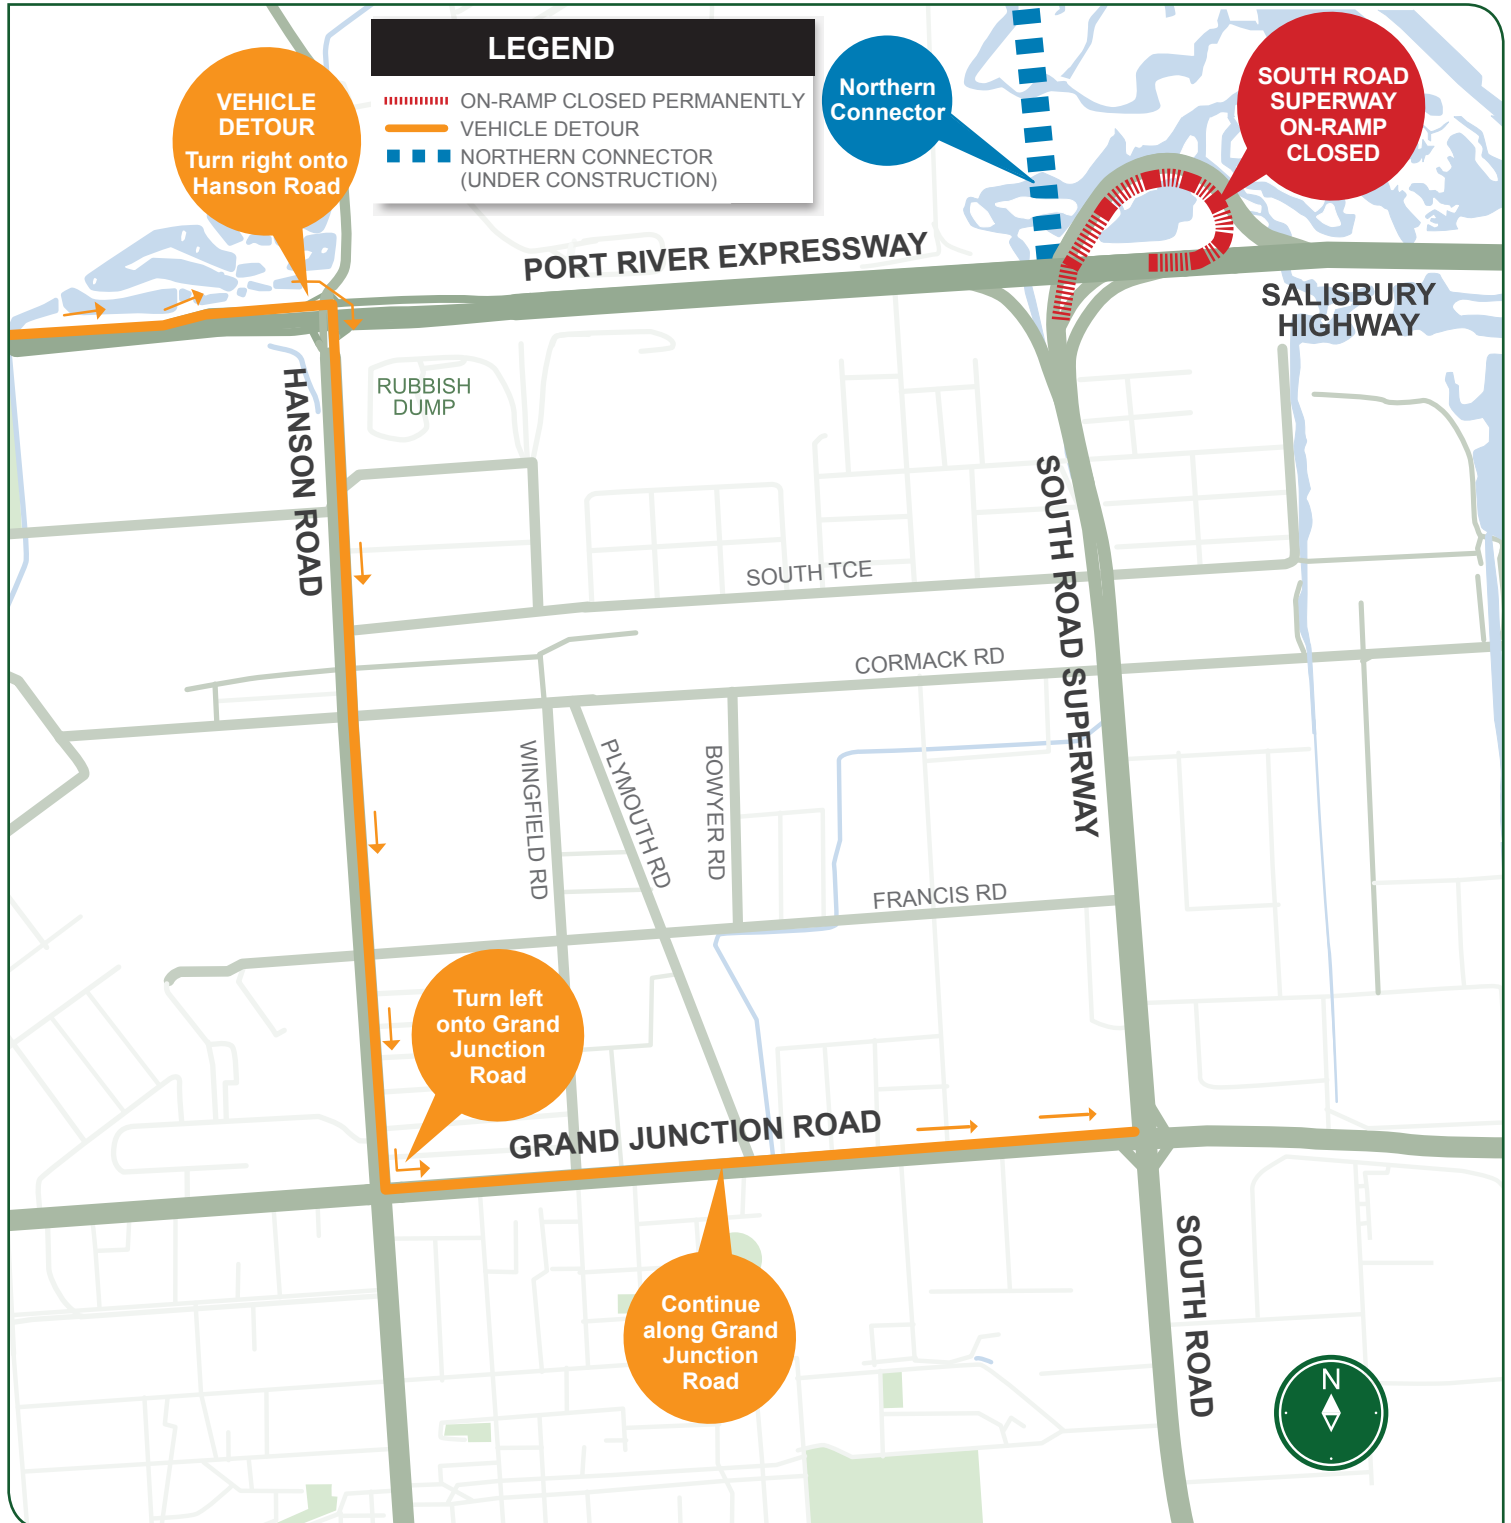 LEGEND
ON-RAMP CLOSED PERMANENTLY
VEHICLE DETOUR
NORTHERN CONNECTOR
(UNDER CONSTRUCTION)
VEHICLE
DETOUR
Turn right onto
Hanson Road
Northern
Connector
SOUTH ROAD
SUPERWAY
ON-RAMP
CLOSED
PORT RIVER EXPRESSWAY
SALISBURY
HIGHWAY
RUBBISH
DUMP
HANSON ROAD
SOUTH TCE
SOUTH ROAD SUPERWAY
CORMACK RD
WINGFIELD RD
PLYMOUTH RD
BOWYER RD
FRANCIS RD
Turn left
onto Grand
Junction
Road
GRAND JUNCTION ROAD
Continue
along Grand
Junction
Road
SOUTH ROAD
N